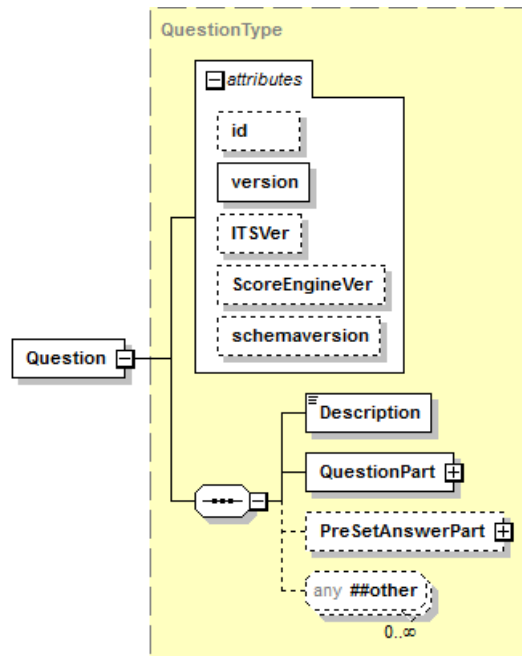 QuestionType
attributes
id
version
ITSVer
ScoreEngineVer
schemaversion
Question
Description
QuestionPart
PreSetAnswerPart
any ##other
0..∞